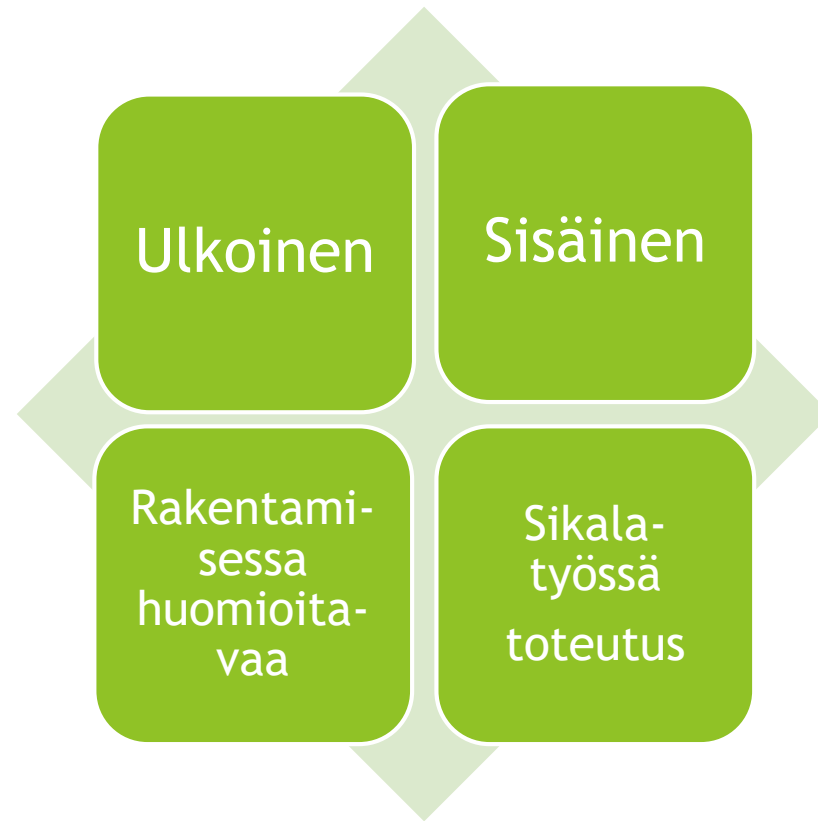 Ulkoinen
Sisäinen
Rakentami-
sessa
huomioita-
vaa
Sikala-
työssä
toteutus